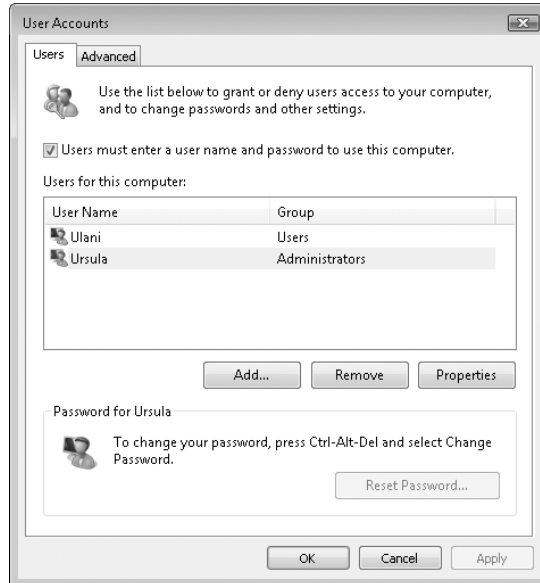 User Accounts
Users Advanced
Use the list below to grant or deny users access to your computer,
and to change passwords and other settings.
Users must enter a user name and password to use this computer.
Users for this computer:
User Name Group
Ulani Users
Ursula Administrators
Add... Remove Properties
Password for Ursula
To change your password, press Ctrl-Alt-Del and select Change
Password.
Reset Password...
OK Cancel Apply